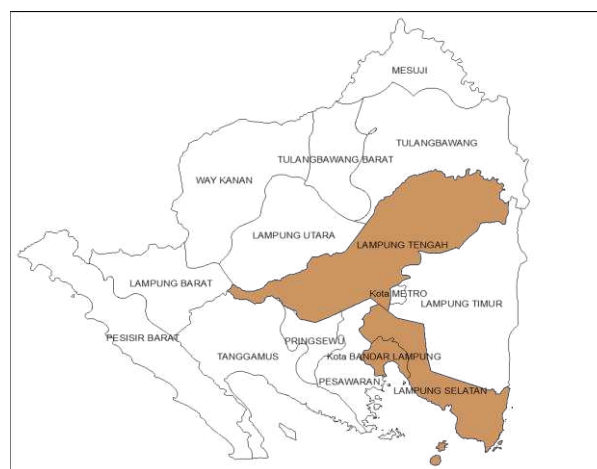 MESUJI
TULANGBAWANG
TULANGBAWANG BARAT
WAY KANAN
LAMPUNG UTARA
LAMPUNG TENGAH
LAMPUNG BARAT
Kota METRO
LAMPUNG TIMUR
PESISIR BARAT
PRINGSEWU
TANGGAMUS
Kota BANDAR LAMPUNG
PESAWARAN
LAMPUNG SELATAN